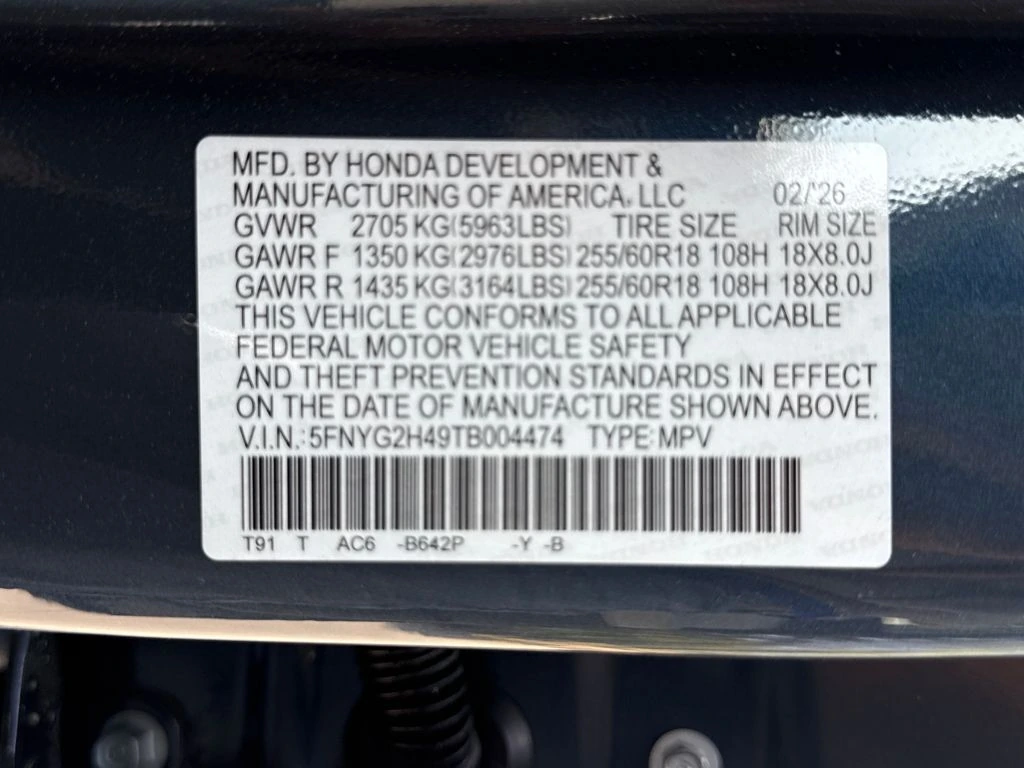 MFD. BY HONDA DEVELOPMENT &
MANUFACTURING OF AMERICA, LLC 02/'26
GVWR 2705 KG(5963LBS) TIRE SIZE RIM SIZE
GAWR F 1350 KG(2976LBS) 255/60R18 108H 18X8.0J
GAWR R 1435 KG(3164LBS) 255/60R18 108H 18X8.0J
THIS VEHICLE CONFORMS TO ALL APPLICABLE
FEDERAL MOTOR VEHICLE SAFETY
AND THEFT PREVENTION STANDARDS IN EFFECT
ON THE DATE OF MANUFACTURE SHOWN ABOVE.
V.I.N.: 5FNYG2H49TB004474 TYPE: MPV
T91 T AC6 -B642P -Y -B